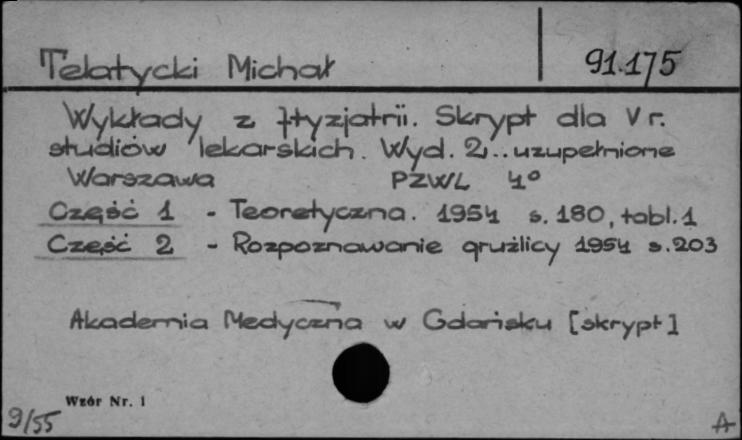 Telatycki Michał 91.175
Wykłady z ftyzjatrii. Skrypt dla V r.
studiów lekarskich. Wyd. 2. uzupełnione
Warszawa PZWL 4°
Część 1 - Teoretyczna. 1954 s. 180, tabl. 1
Część 2 - Rozpoznawanie gruźlicy 1954 s. 203
Akademia Medyczna w Gdańsku [skrypt]
Wzór Nr. 1
9/55 A